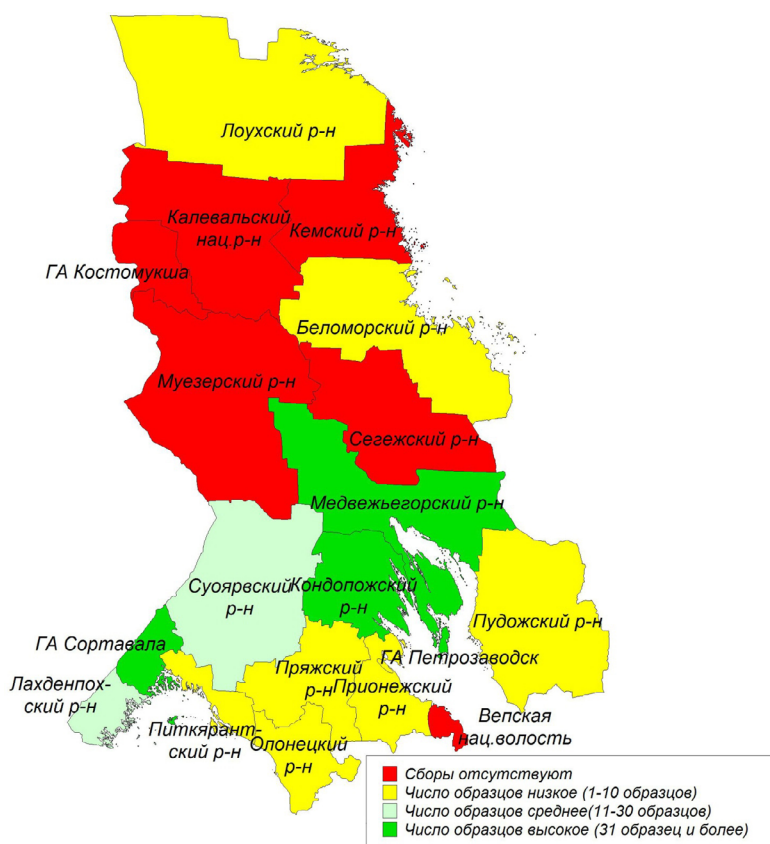 Лоухский р-н
Калевальский
нац.р-н
Кемский р-н
ГА Костомукша
Беломорский р-н
Муезерский р-н
Сегежский р-н
Медвежьегорский р-н
Суоярвский
р-н
Кондопожский
р-н
Пудожский р-н
ГА Сортавала
ГА Петрозаводск
Пряжский
р-н
Лахденпох-
ский р-н
Прионежский
р-н
Вепская
нац.волость
Питкярант-
ский р-н
Олонецкий
р-н
Сборы отсутствуют
Число образцов низкое (1-10 образцов)
Число образцов среднее(11-30 образцов)
Число образцов высокое (31 образец и более)